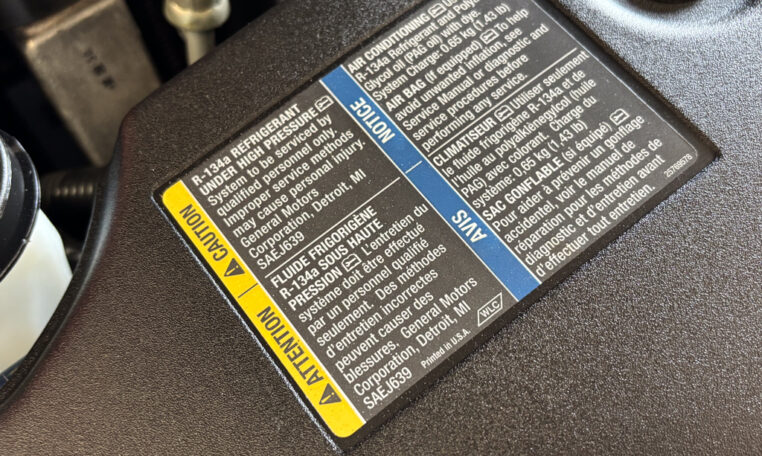 CAUTION
R-134a REFRIGERANT
UNDER HIGH PRESSURE
System to be serviced by
qualified personnel only.
Improper service methods
may cause personal injury.
General Motors
Corporation, Detroit, MI
SAEJ639
ATTENTION
FLUIDE FRIGORIGÈNE
R-134a SOUS HAUTE
PRESSION L'entretien du
système doit être effectué
par un personnel qualifié
seulement. Des méthodes
d'entretien incorrectes
peuvent causer des
blessures. General Motors
Corporation, Detroit, MI
SAEJ639
Printed in U.S.A.
WLC
NOTICE
AIR CONDITIONING
R-134a Refrigerant and
Glycol oil (PAG oil) with dye
System Charge: 0.65 kg (1.43 lb)
AIR BAG (if equipped) To help
avoid unwanted inflation, see
Service Manual or diagnostic and
service procedures before
performing any service.
AVIS
CLIMATISEUR Utiliser seulement
le fluide frigorigène R-134a et de
l'huile au polyalkinegylycol (huile
PAG) avec colorant. Charge du
système: 0,65 kg (1.43 lb)
SAC GONFLABLE (si équipé)
pour aider à prévenir un gonflage
accidentel, voir le manuel de
réparation pour les méthodes de
diagnostic et d'entretien avant
d'effectuer tout entretien.
25789578